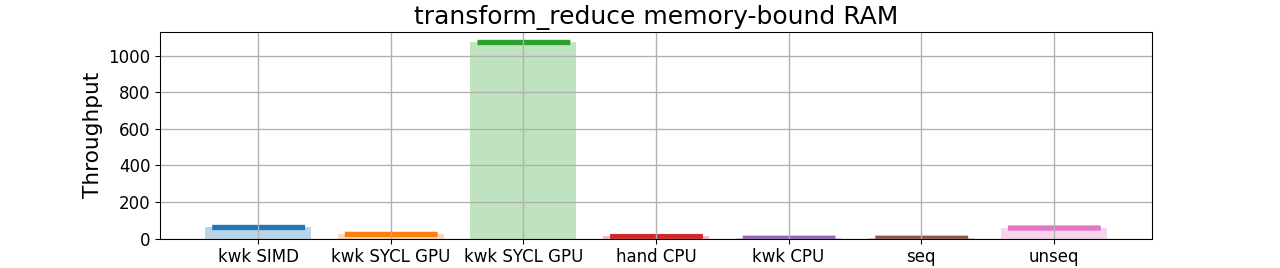 transform_reduce memory-bound RAM
Throughput
1000
800
600
400
200
0
kwk SIMD kwk SYCL GPU kwk SYCL GPU hand CPU kwk CPU seq unseq